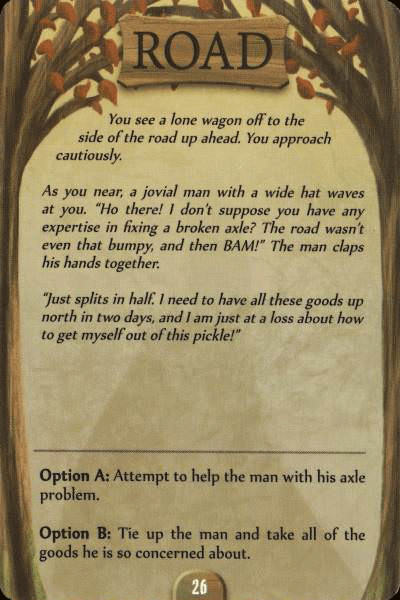 ROAD
You see a lone wagon off to the
side of the road up ahead. You approach
cautiously.
As you near, a jovial man with a wide hat waves
at you. “Ho there! I don't suppose you have any
expertise in fixing a broken axle? The road wasn't
even that bumpy, and then BAM!” The man claps
his hands together.
“Just splits in half. I need to have all these goods up
north in two days, and I am just at a loss about how
to get myself out of this pickle!”
Option A: Attempt to help the man with his axle
problem.
Option B: Tie up the man and take all of the
goods he is so concerned about.
26